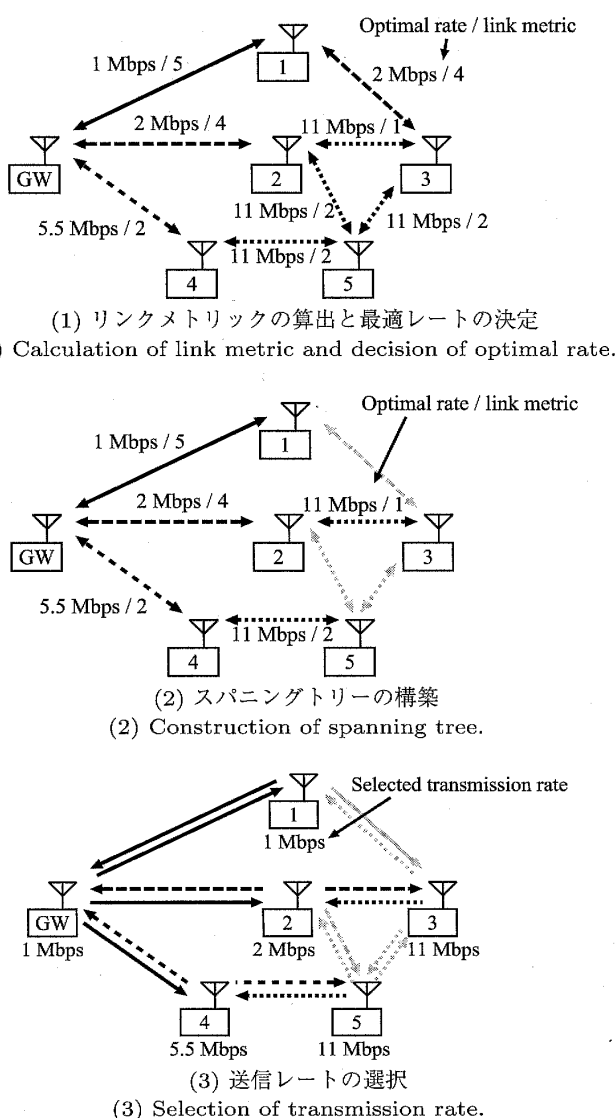 Optimal rate / link metric
1 Mbps / 5
1
2 Mbps / 4
2 Mbps / 4
11 Mbps / 1
GW
2
3
5.5 Mbps / 2
11 Mbps / 2
11 Mbps / 2
11 Mbps / 2
4
5
(1) リンクメトリックの算出と最適レートの決定
) Calculation of link metric and decision of optimal rate.
Optimal rate / link metric
1 Mbps / 5
1
2 Mbps / 4
11 Mbps / 1
GW
2
3
5.5 Mbps / 2
11 Mbps / 2
4
5
(2) スパニングトリーの構築
(2) Construction of spanning tree.
Selected transmission rate
1
1 Mbps
GW
2
3
1 Mbps
2 Mbps
11 Mbps
4
5
5.5 Mbps
11 Mbps
(3) 送信レートの選択
(3) Selection of transmission rate.